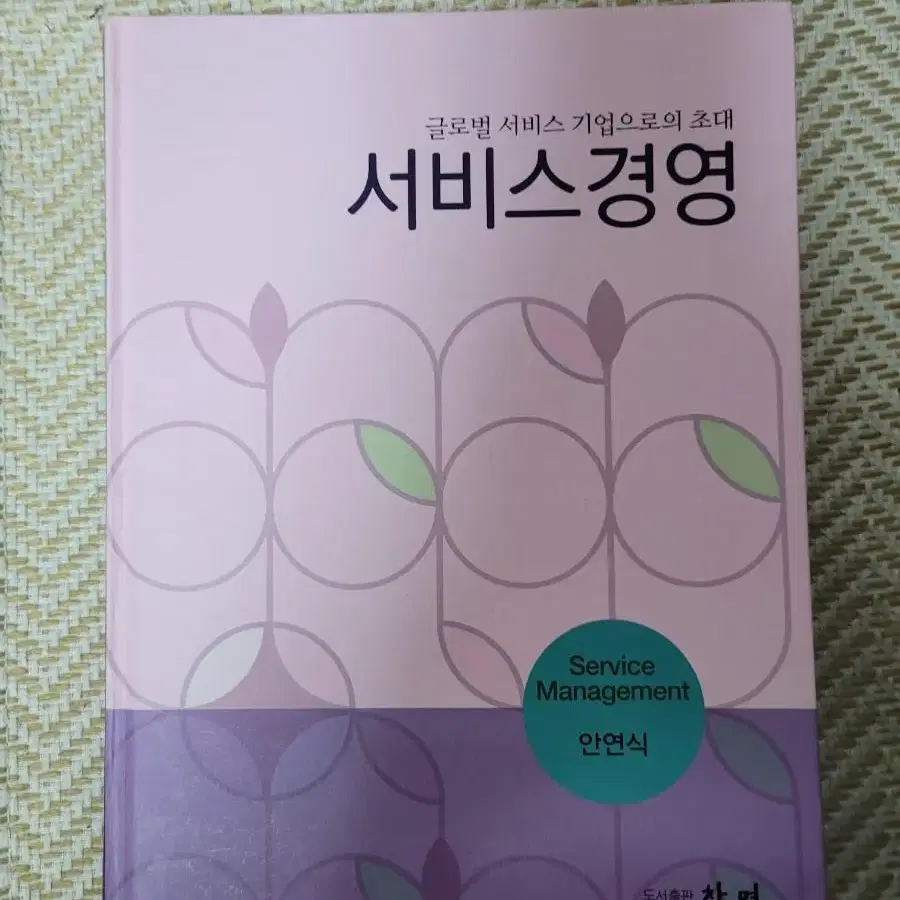 글로벌 서비스 기업으로의 초대
서비스경영
Service
Management
안연식
도서출판